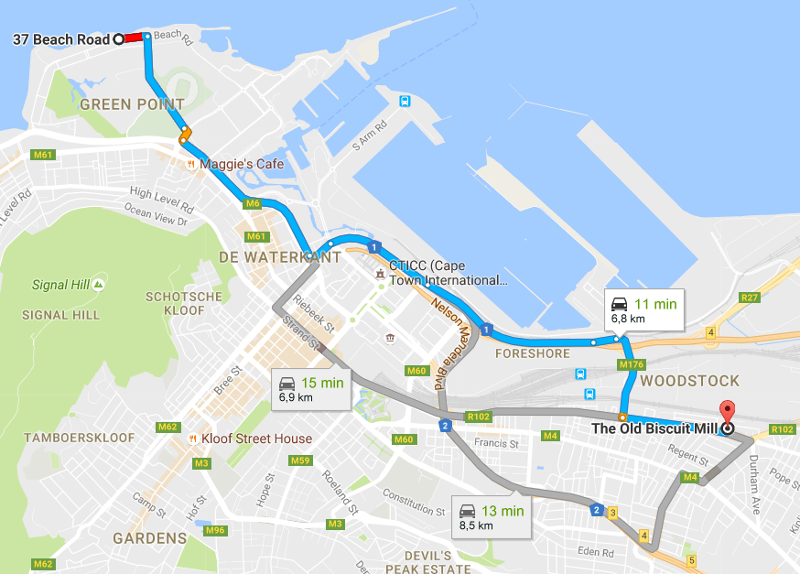 37 Beach Road
Beach Rd
GREEN POINT
S Arm Rd
M61
Maggie's Cafe
High Level Rd
Level Rd
Ocean View Dr
M6
M61
DE WATERKANT
1
CTICC (Cape
Town International...
Signal Hill
SIGNAL HILL
SCHOTSCHE
KLOOF
Riebeek St
Strand St
Nelson Mandela Blvd
1
11 min
6,8 km
R27
4
FORESHORE
M176
WOODSTOCK
Bree St
15 min
6,9 km
M60
R102
The Old Biscuit Mill
R102
M62
TAMBOERSKLOOF
Kloof Street House
M60
2
Francis St
M4
Regent St
M3
M59
Hope St
Roeland St
M4
Durham Ave
Pope St
Camp St
Hof St
Constitution St
13 min
8,5 km
2
3
M96
M3
GARDENS
4
Eden Rd
5
M62
DEVIL'S
PEAK ESTATE